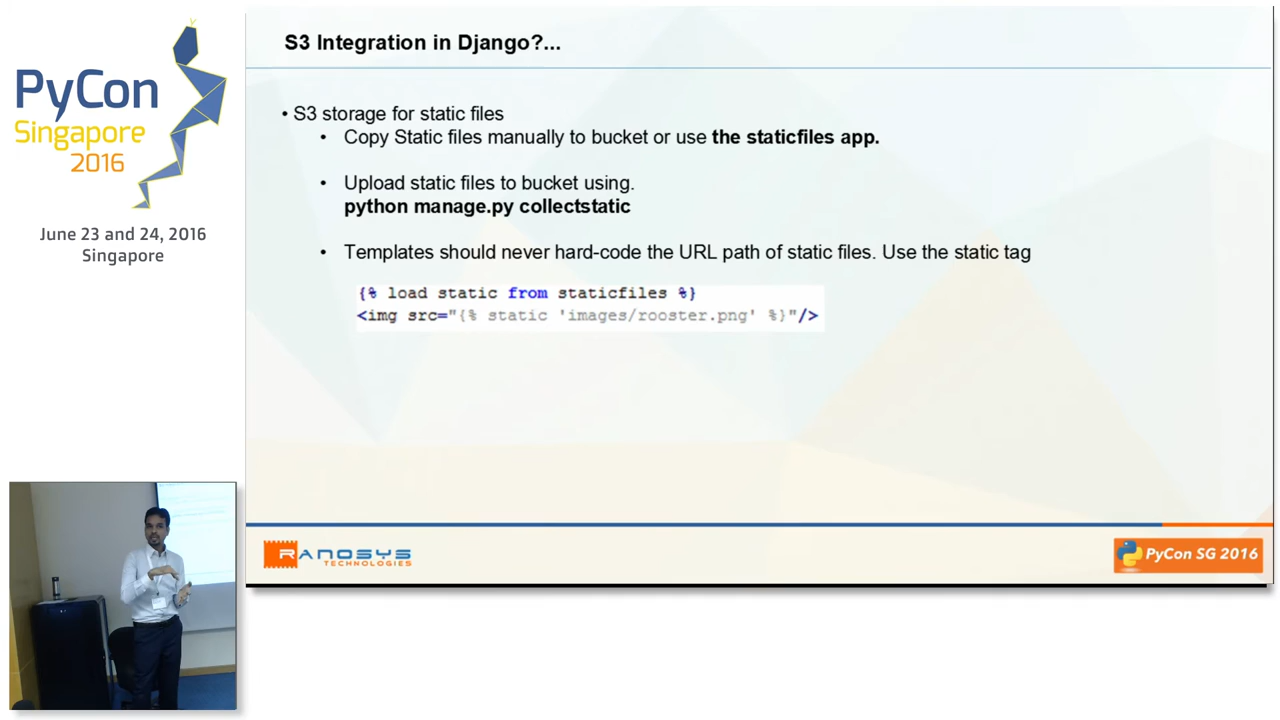 PyCon
Singapore
2016
June 23 and 24, 2016
Singapore
S3 Integration in Django?...
• S3 storage for static files
• Copy Static files manually to bucket or use the staticfiles app.
• Upload static files to bucket using.
python manage.py collectstatic
• Templates should never hard-code the URL path of static files. Use the static tag
{% load static from staticfiles %}
<img src="{% static 'images/rooster.png' %}"/>
RANOSYS
TECHNOLOGIES
PyCon SG 2016